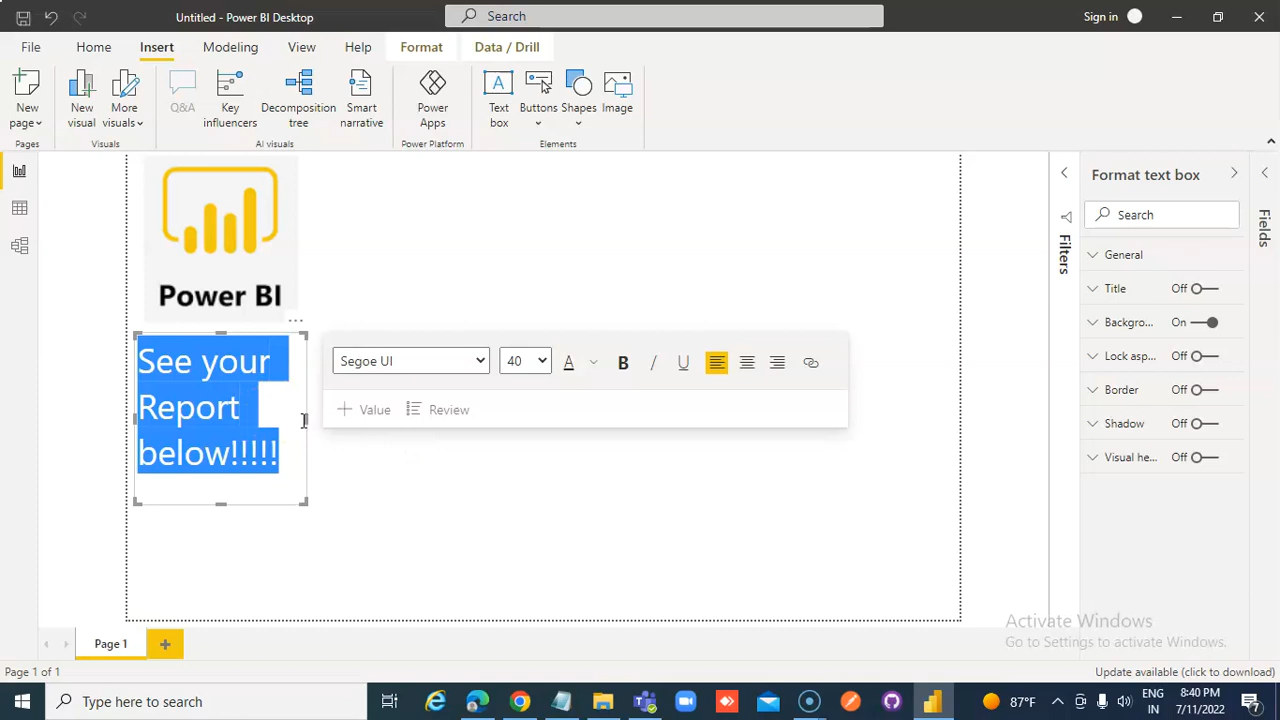 Untitled - Power BI Desktop
Search
Sign in
File
Home
Insert
Modeling
View
Help
Format
Data / Drill
New page
New visual
More visuals
Q&A
Key influencers
Decomposition tree
Smart narrative
Power Apps
Text box
Buttons
Shapes
Image
Pages
Visuals
AI visuals
Power Platform
Elements
Power BI
See your
Report
below!!!!!
Segoe UI
40
A
B
I
U
Value
Review
Filters
Format text box
Search
General
Title Off
Backgro... On
Lock asp... Off
Border Off
Shadow Off
Visual he... Off
Fields
Activate Windows
Go to Settings to activate Windows.
Page 1
Page 1 of 1
Update available (click to download)
Type here to search
87°F
ENG
IN
8:40 PM
7/11/2022
7